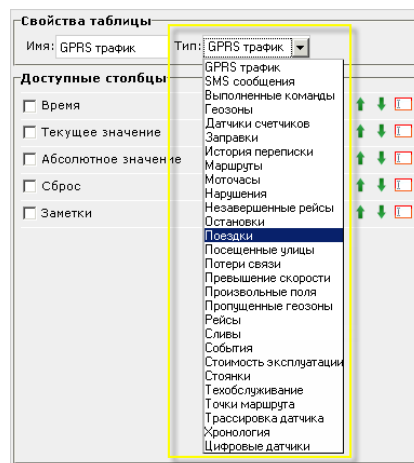 Свойства таблицы
Имя: GPRS трафик Тип: GPRS трафик
GPRS трафик
SMS сообщения
Выполненные команды
Геозоны
Датчики счетчиков
Заправки
История переписки
Маршруты
Моточасы
Нарушения
Незавершенные рейсы
Остановки
Поездки
Посещенные улицы
Потери связи
Превышение скорости
Произвольные поля
Пропущенные геозоны
Рейсы
Сливы
События
Стоимость эксплуатации
Стоянки
Техобслуживание
Точки маршрута
Трассировка датчика
Хронология
Цифровые датчики
Доступные столбцы
Время
Текущее значение
Абсолютное значение
Сброс
Заметки